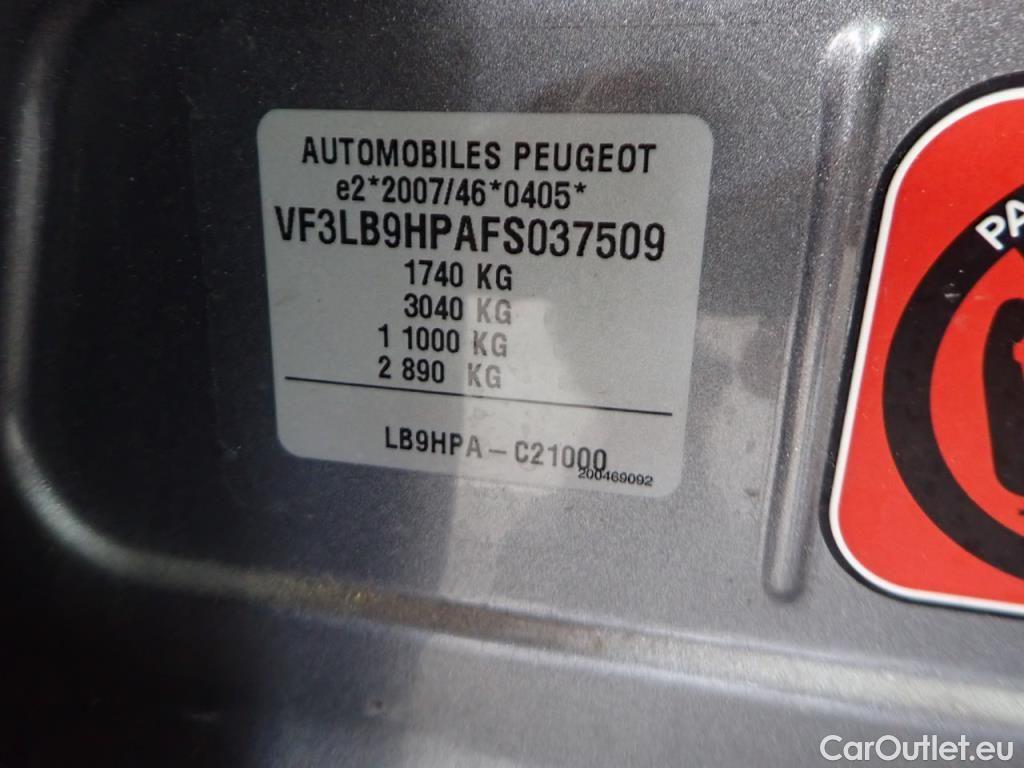 AUTOMOBILES PEUGEOT
e2*2007/46*0405*
VF3LB9HPAFS037509
1740 KG
3040 KG
1 1000 KG
2 890 KG
LB9HPA - C21000
200469092
PA
CarOutlet.eu